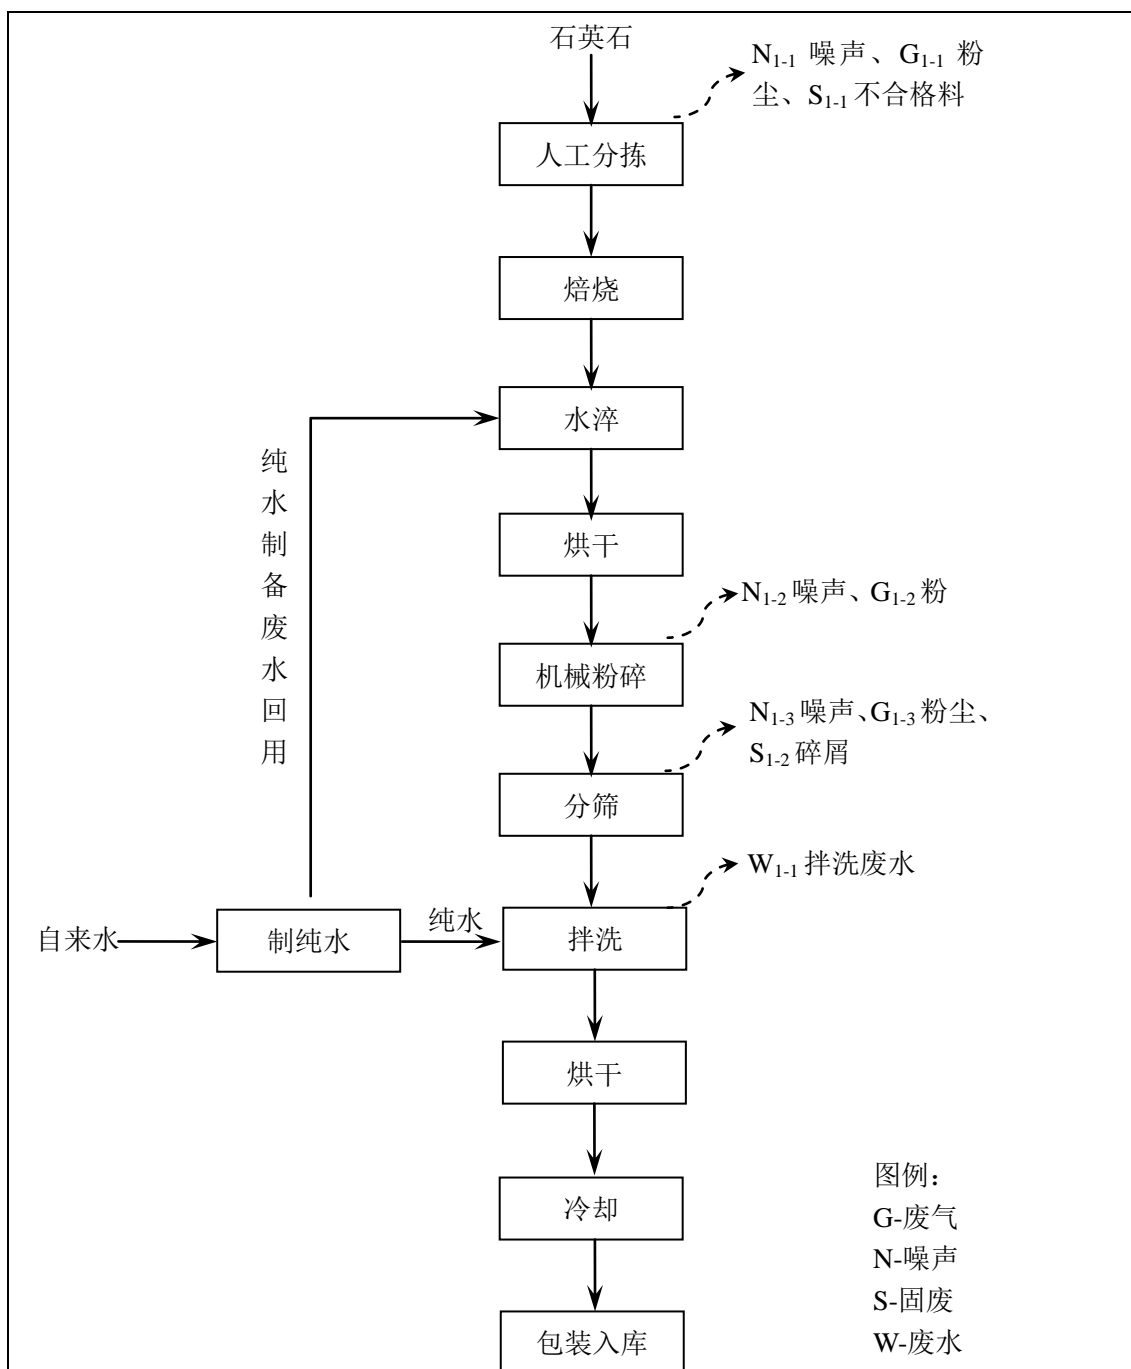 石英石
N1-1 噪声、G1-1 粉
尘、S1-1 不合格料
人工分拣
焙烧
水淬
纯水制备废水回用
烘干
N1-2 噪声、G1-2 粉
机械粉碎
N1-3 噪声、G1-3 粉尘、
S1-2 碎屑
分筛
W1-1 拌洗废水
自来水
制纯水
纯水
拌洗
烘干
冷却
包装入库
图例：
G-废气
N-噪声
S-固废
W-废水